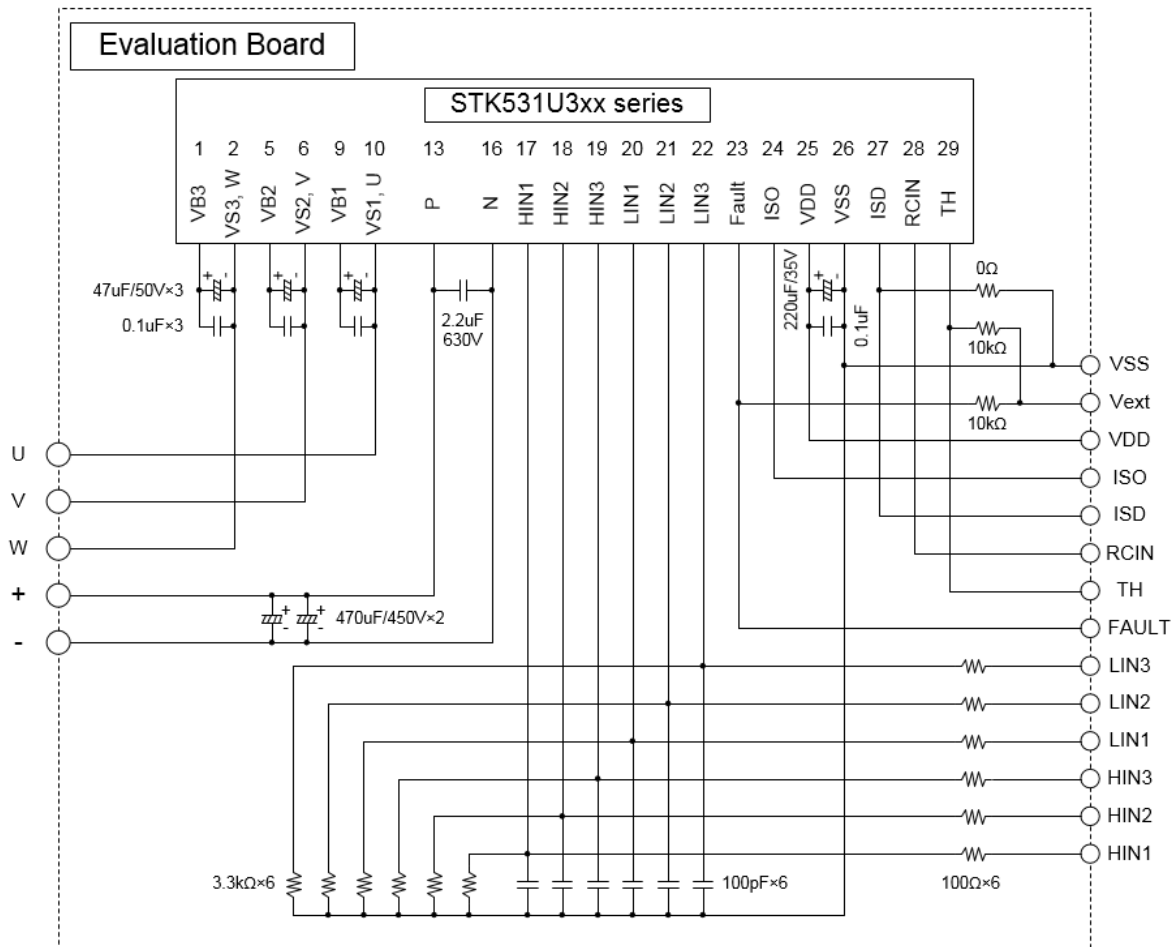 Evaluation Board
STK531U3xx series
1 2 5 6 9 10 13 16 17 18 19 20 21 22 23 24 25 26 27 28 29
VB3
VS3, W
VB2
VS2, V
VB1
VS1, U
P
N
HIN1
HIN2
HIN3
LIN1
LIN2
LIN3
Fault
ISO
VDD
VSS
ISD
RCIN
TH
47uF/50V×3
+ - + - + -
0.1uF×3
2.2uF
630V
220uF/35V
+ -
0.1uF
0Ω
10kΩ
10kΩ
VSS
Vext
VDD
ISO
ISD
RCIN
TH
FAULT
LIN3
LIN2
LIN1
HIN3
HIN2
HIN1
U
V
W
+
-
+ - + -
470uF/450V×2
3.3kΩ×6
100pF×6
100Ω×6